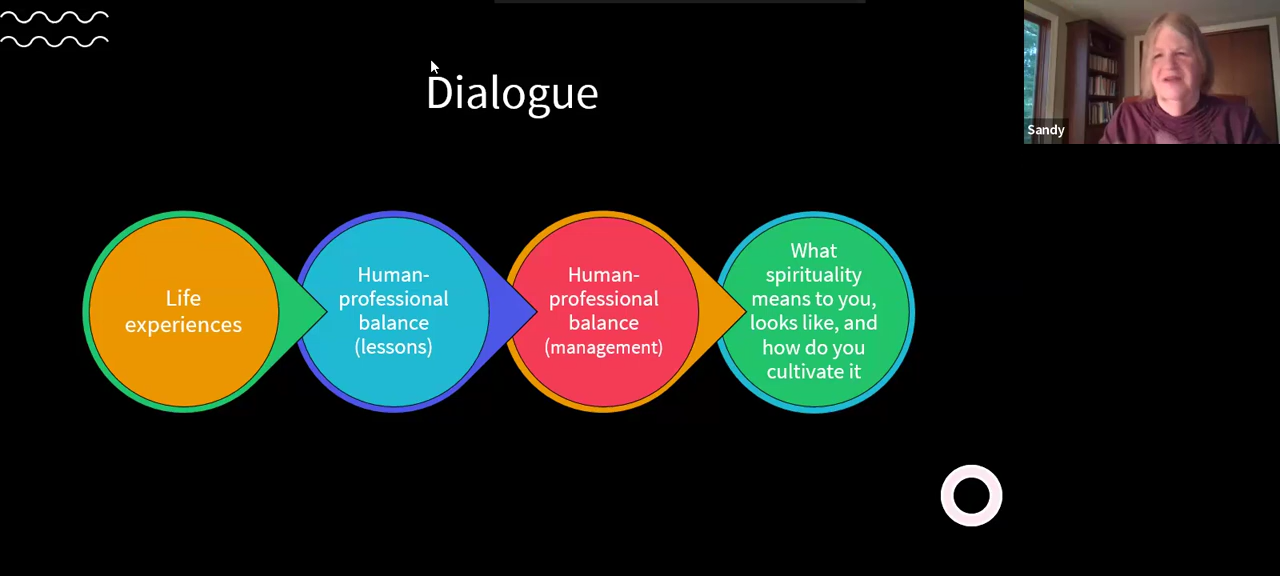 Dialogue
Sandy
Life
experiences
Human-
professional
balance
(lessons)
Human-
professional
balance
(management)
What
spirituality
means to you,
looks like, and
how do you
cultivate it